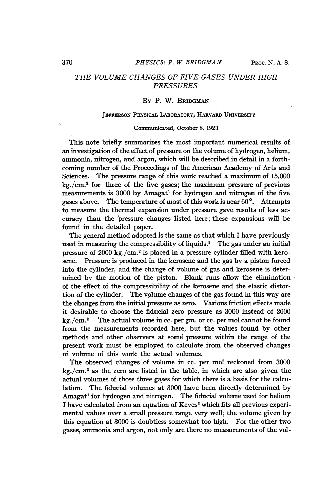 370 PHYSICS: P. W. BRIDGMAN PROC. N. A. S.
THE VOLUME CHANGES OF FIVE GASES UNDER HIGH
PRESSURES
BY P. W. BRIDGMAN
JEFFERSON PHYSICAL LABORATORY, HARVARD UNIVERSITY
Communicated, October 8, 1923
This note briefly summarizes the most important numerical results of
an investigation of the effect of pressure on the volume of hydrogen, helium,
ammonia, nitrogen, and argon, which will be described in detail in a forth-
coming number of the Proceedings of the American Academy of Arts and
Sciences. The pressure range of this work reached a maximum of 15,000
kg./cm.² for three of the five gases; the maximum pressure of previous
measurements is 3000 by Amagat¹ for hydrogen and nitrogen of the five
gases above. The temperature of most of this work is near 60°. Attempts
to measure the thermal expansion under pressure gave results of less ac-
curacy than the pressure changes listed here; these expansions will be
found in the detailed paper.
The general method adopted is the same as that which I have previously
used in measuring the compressibility of liquids.² The gas under an initial
pressure of 2000 kg./cm.² is placed in a pressure cylinder filled with kero-
sene. Pressure is produced in the kerosene and the gas by a piston forced
into the cylinder, and the change of volume of gas and kerosene is deter-
mined by the motion of the piston. Blank runs allow the elimination
of the effect of the compressibility of the kerosene and the elastic distor-
tion of the cylinder. The volume changes of the gas found in this way are
the changes from the initial pressure as zero. Various friction effects made
it desirable to choose the fiducial zero pressure as 3000 instead of 2000
kg./cm.² The actual volume in cc. per gm. or cc. per mol cannot be found
from the measurements recorded here, but the values found by other
methods and other observers at some pressure within the range of the
present work must be employed to calculate from the observed changes
of volume of this work the actual volumes.
The observed changes of volume in cc. per mol reckoned from 3000
kg./cm.² as the zero are listed in the table, in which are also given the
actual volumes of those three gases for which there is a basis for the calcu-
lation. The fiducial volumes at 3000 have been directly determined by
Amagat¹ for hydrogen and nitrogen. The fiducial volume used for helium
I have calculated from an equation of Keyes³ which fits all previous experi-
mental values over a small pressure range very well; the volume given by
this equation at 3000 is doubtless somewhat too high. For the other two
gases, ammonia and argon, not only are there no measurements of the vol-